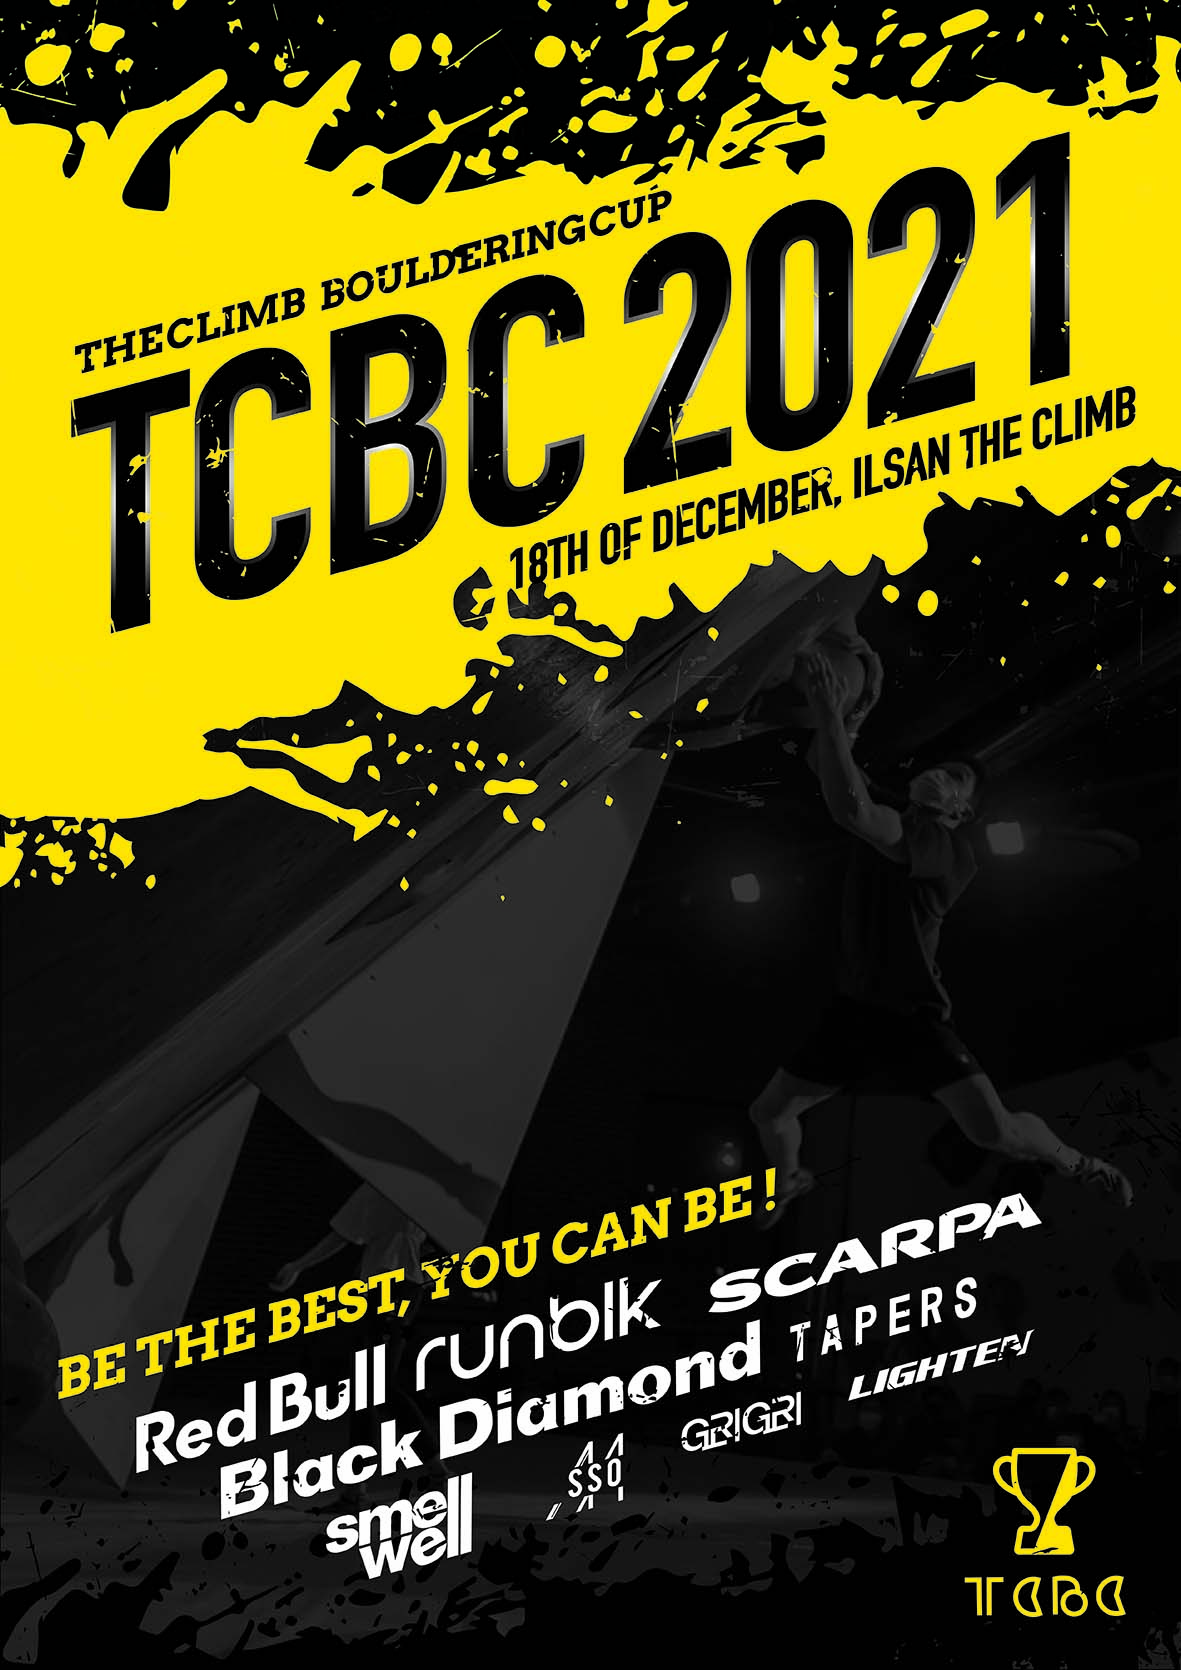 THECLIMB BOULDERINGCUP
TCBC 2021
18TH OF DECEMBER, ILSAN THE CLIMB
BE THE BEST, YOU CAN BE !
Red Bull runblk SCARPA
Black Diamond TAPERS
smell
well
SSO
GRIGRI
LIGHTEN
TCBC